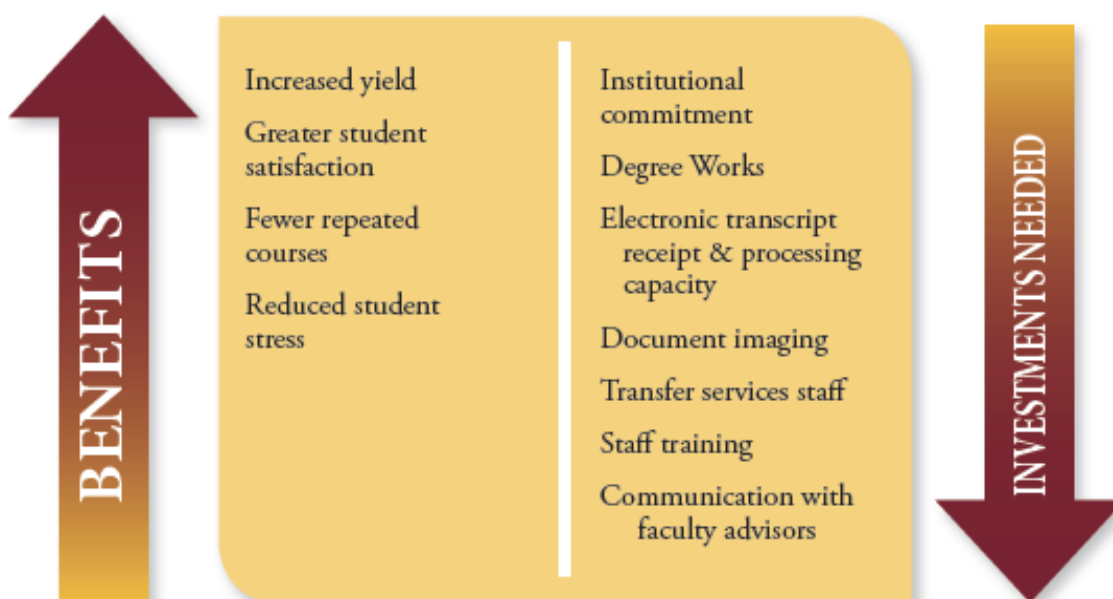 BENEFITS
Increased yield
Greater student
satisfaction
Fewer repeated
courses
Reduced student
stress
Institutional
commitment
Degree Works
Electronic transcript
receipt & processing
capacity
Document imaging
Transfer services staff
Staff training
Communication with
faculty advisors
INVESTMENTS NEEDED